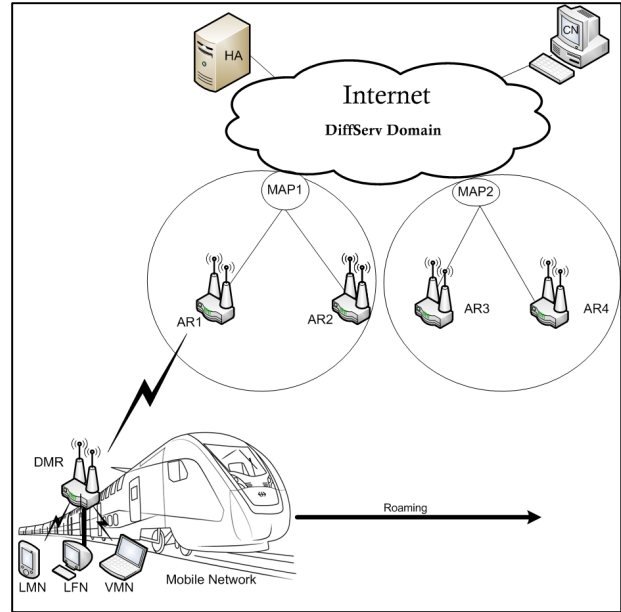 HA
CN
Internet
DiffServ Domain
MAP1
MAP2
AR1
AR2
AR3
AR4
DMR
Roaming
LMN
LFN
VMN
Mobile Network